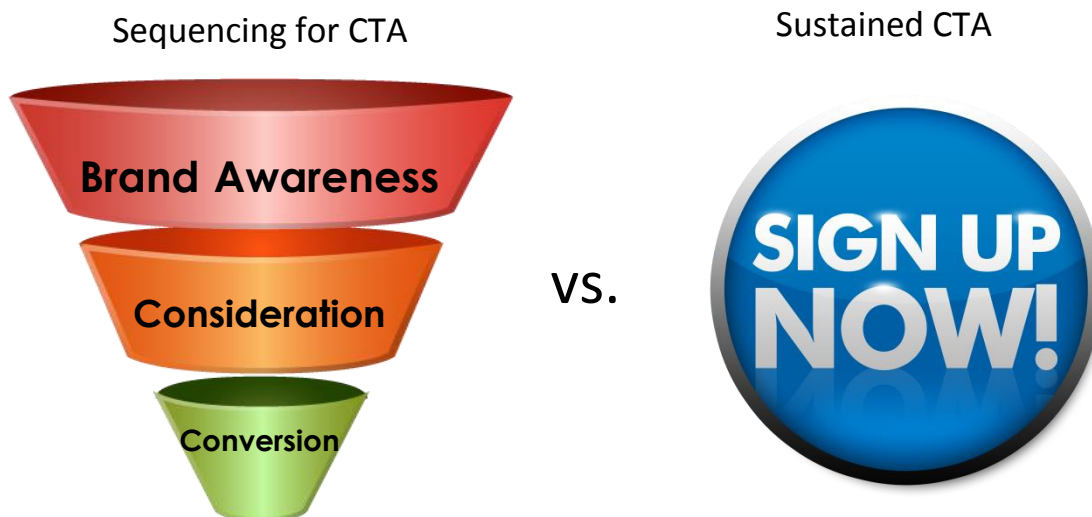 Sequencing for CTA
Sustained CTA
Brand Awareness
Consideration
Conversion
vs.
SIGN UP
NOW!